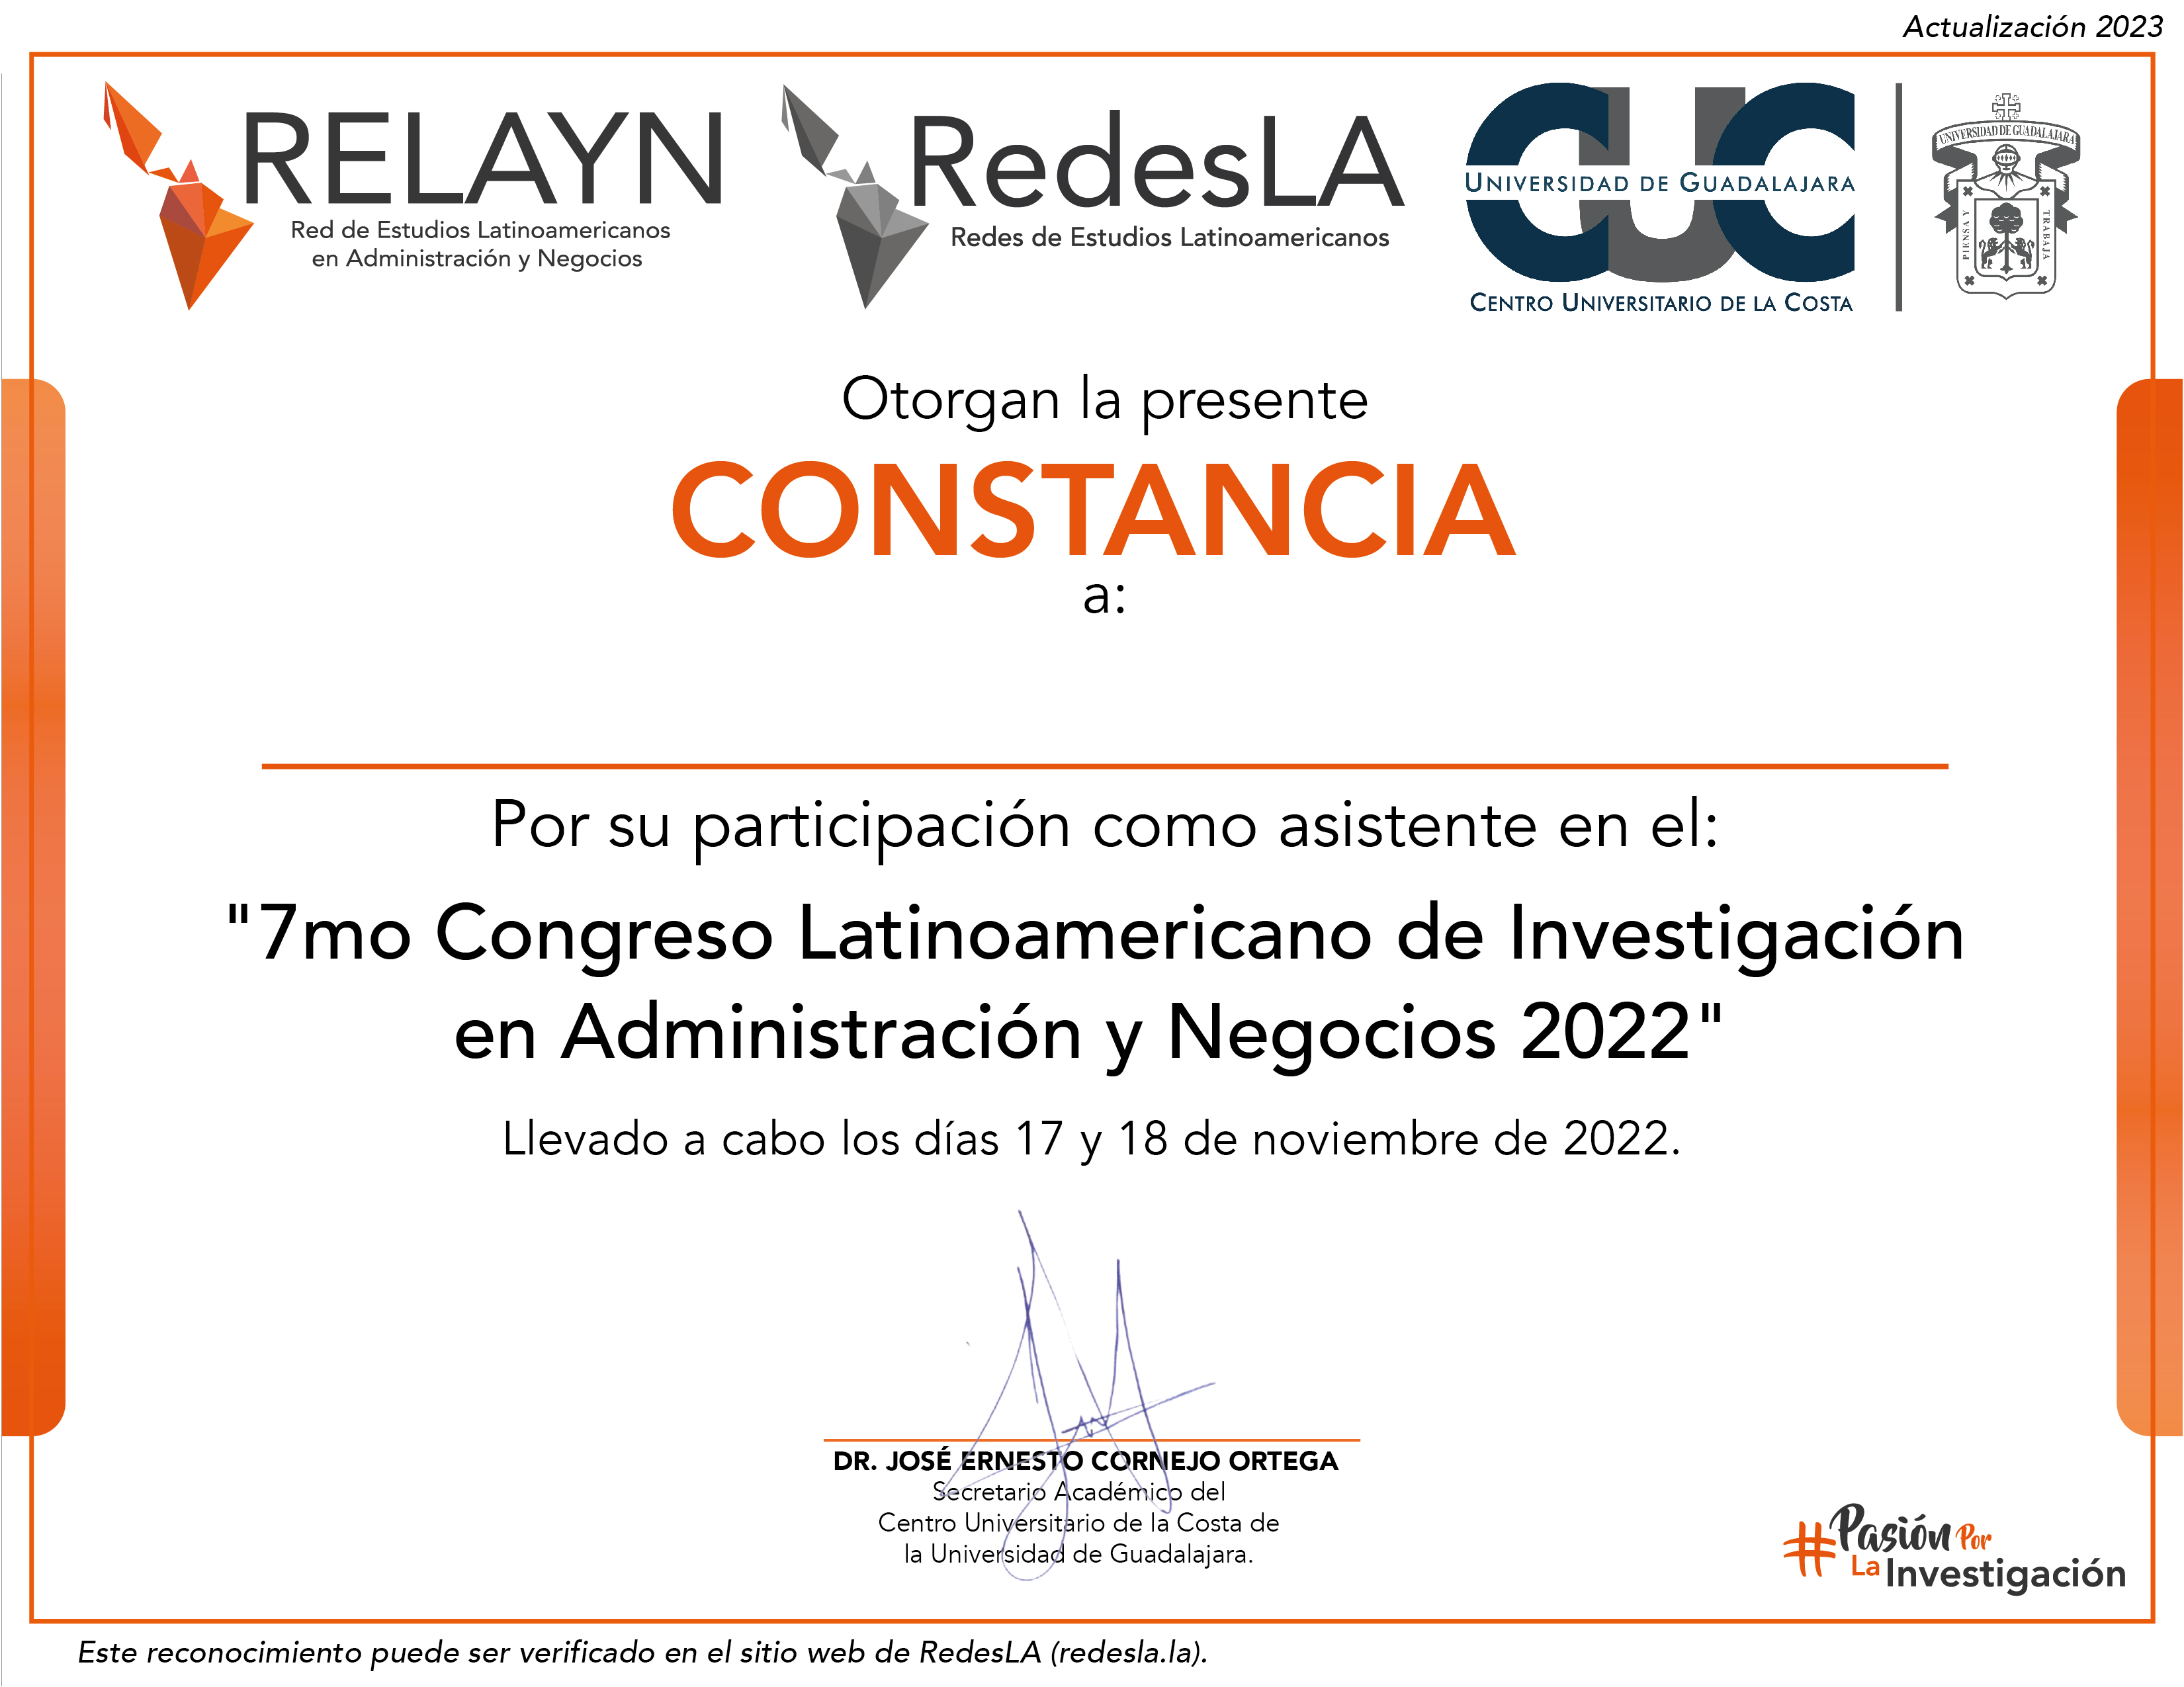 Actualización 2023
RELAYN
Red de Estudios Latinoamericanos
en Administración y Negocios
RedesLA
Redes de Estudios Latinoamericanos
CUC
UNIVERSIDAD DE GUADALAJARA
CENTRO UNIVERSITARIO DE LA COSTA
UNIVERSIDAD DE GUADALAJARA
PIENSA Y
TRABAJA
Otorgan la presente
CONSTANCIA
a:
Por su participación como asistente en el:
"7mo Congreso Latinoamericano de Investigación
en Administración y Negocios 2022"
Llevado a cabo los días 17 y 18 de noviembre de 2022.
DR. JOSÉ ERNESTO CORNEJO ORTEGA
Secretario Académico del
Centro Universitario de la Costa de
la Universidad de Guadalajara.
#Pasión Por
La Investigación
Este reconocimiento puede ser verificado en el sitio web de RedesLA (redesla.la).